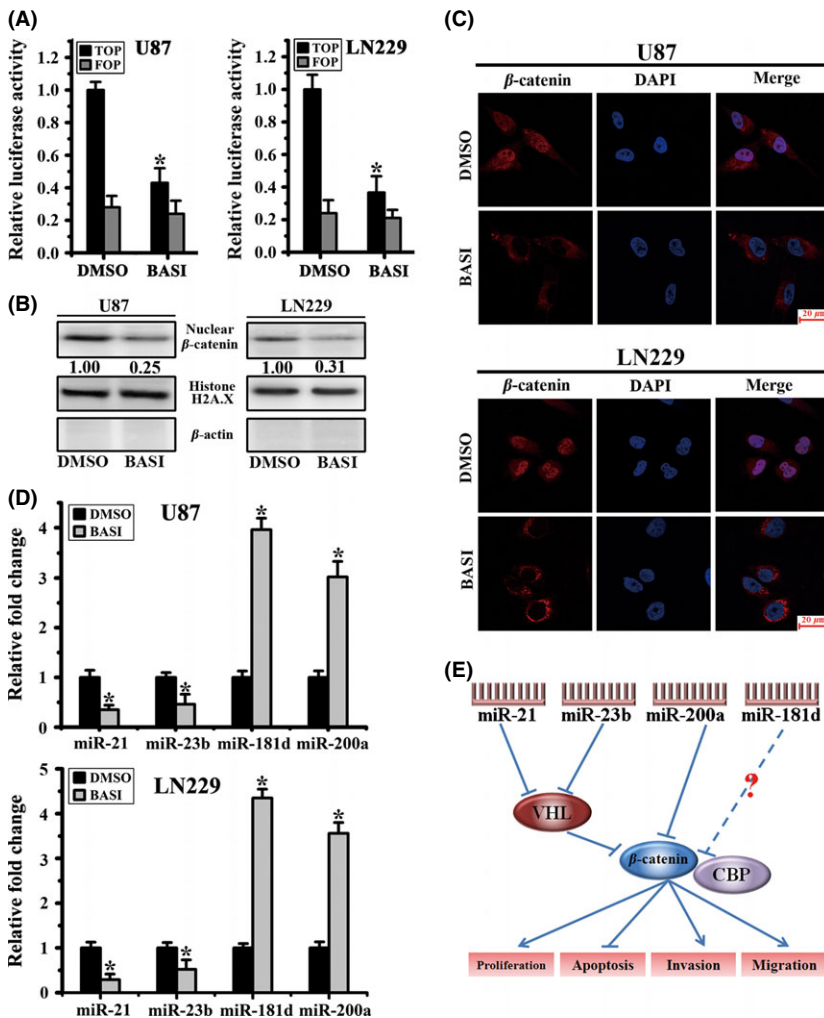 (A)
U87
TOP
FOP
Relative luciferase activity
1.2
1.0
0.8
0.6
0.4
0.2
0
*
DMSO
BASI
LN229
TOP
FOP
Relative luciferase activity
1.2
1.0
0.8
0.6
0.4
0.2
0
*
DMSO
BASI
(B)
U87
LN229
Nuclear
β-catenin
1.00 0.25
1.00 0.31
Histone
H2A.X
β-actin
DMSO BASI
DMSO BASI
(C)
U87
β-catenin DAPI Merge
DMSO
BASI
20 μm
LN229
β-catenin DAPI Merge
DMSO
BASI
20 μm
(D)
U87
DMSO
BASI
Relative fold change
4
3
2
1
0
* * * *
miR-21 miR-23b miR-181d miR-200a
LN229
DMSO
BASI
Relative fold change
5
4
3
2
1
0
* * * *
miR-21 miR-23b miR-181d miR-200a
(E)
miR-21 miR-23b miR-200a miR-181d
?
VHL
β-catenin
CBP
Proliferation Apoptosis Invasion Migration